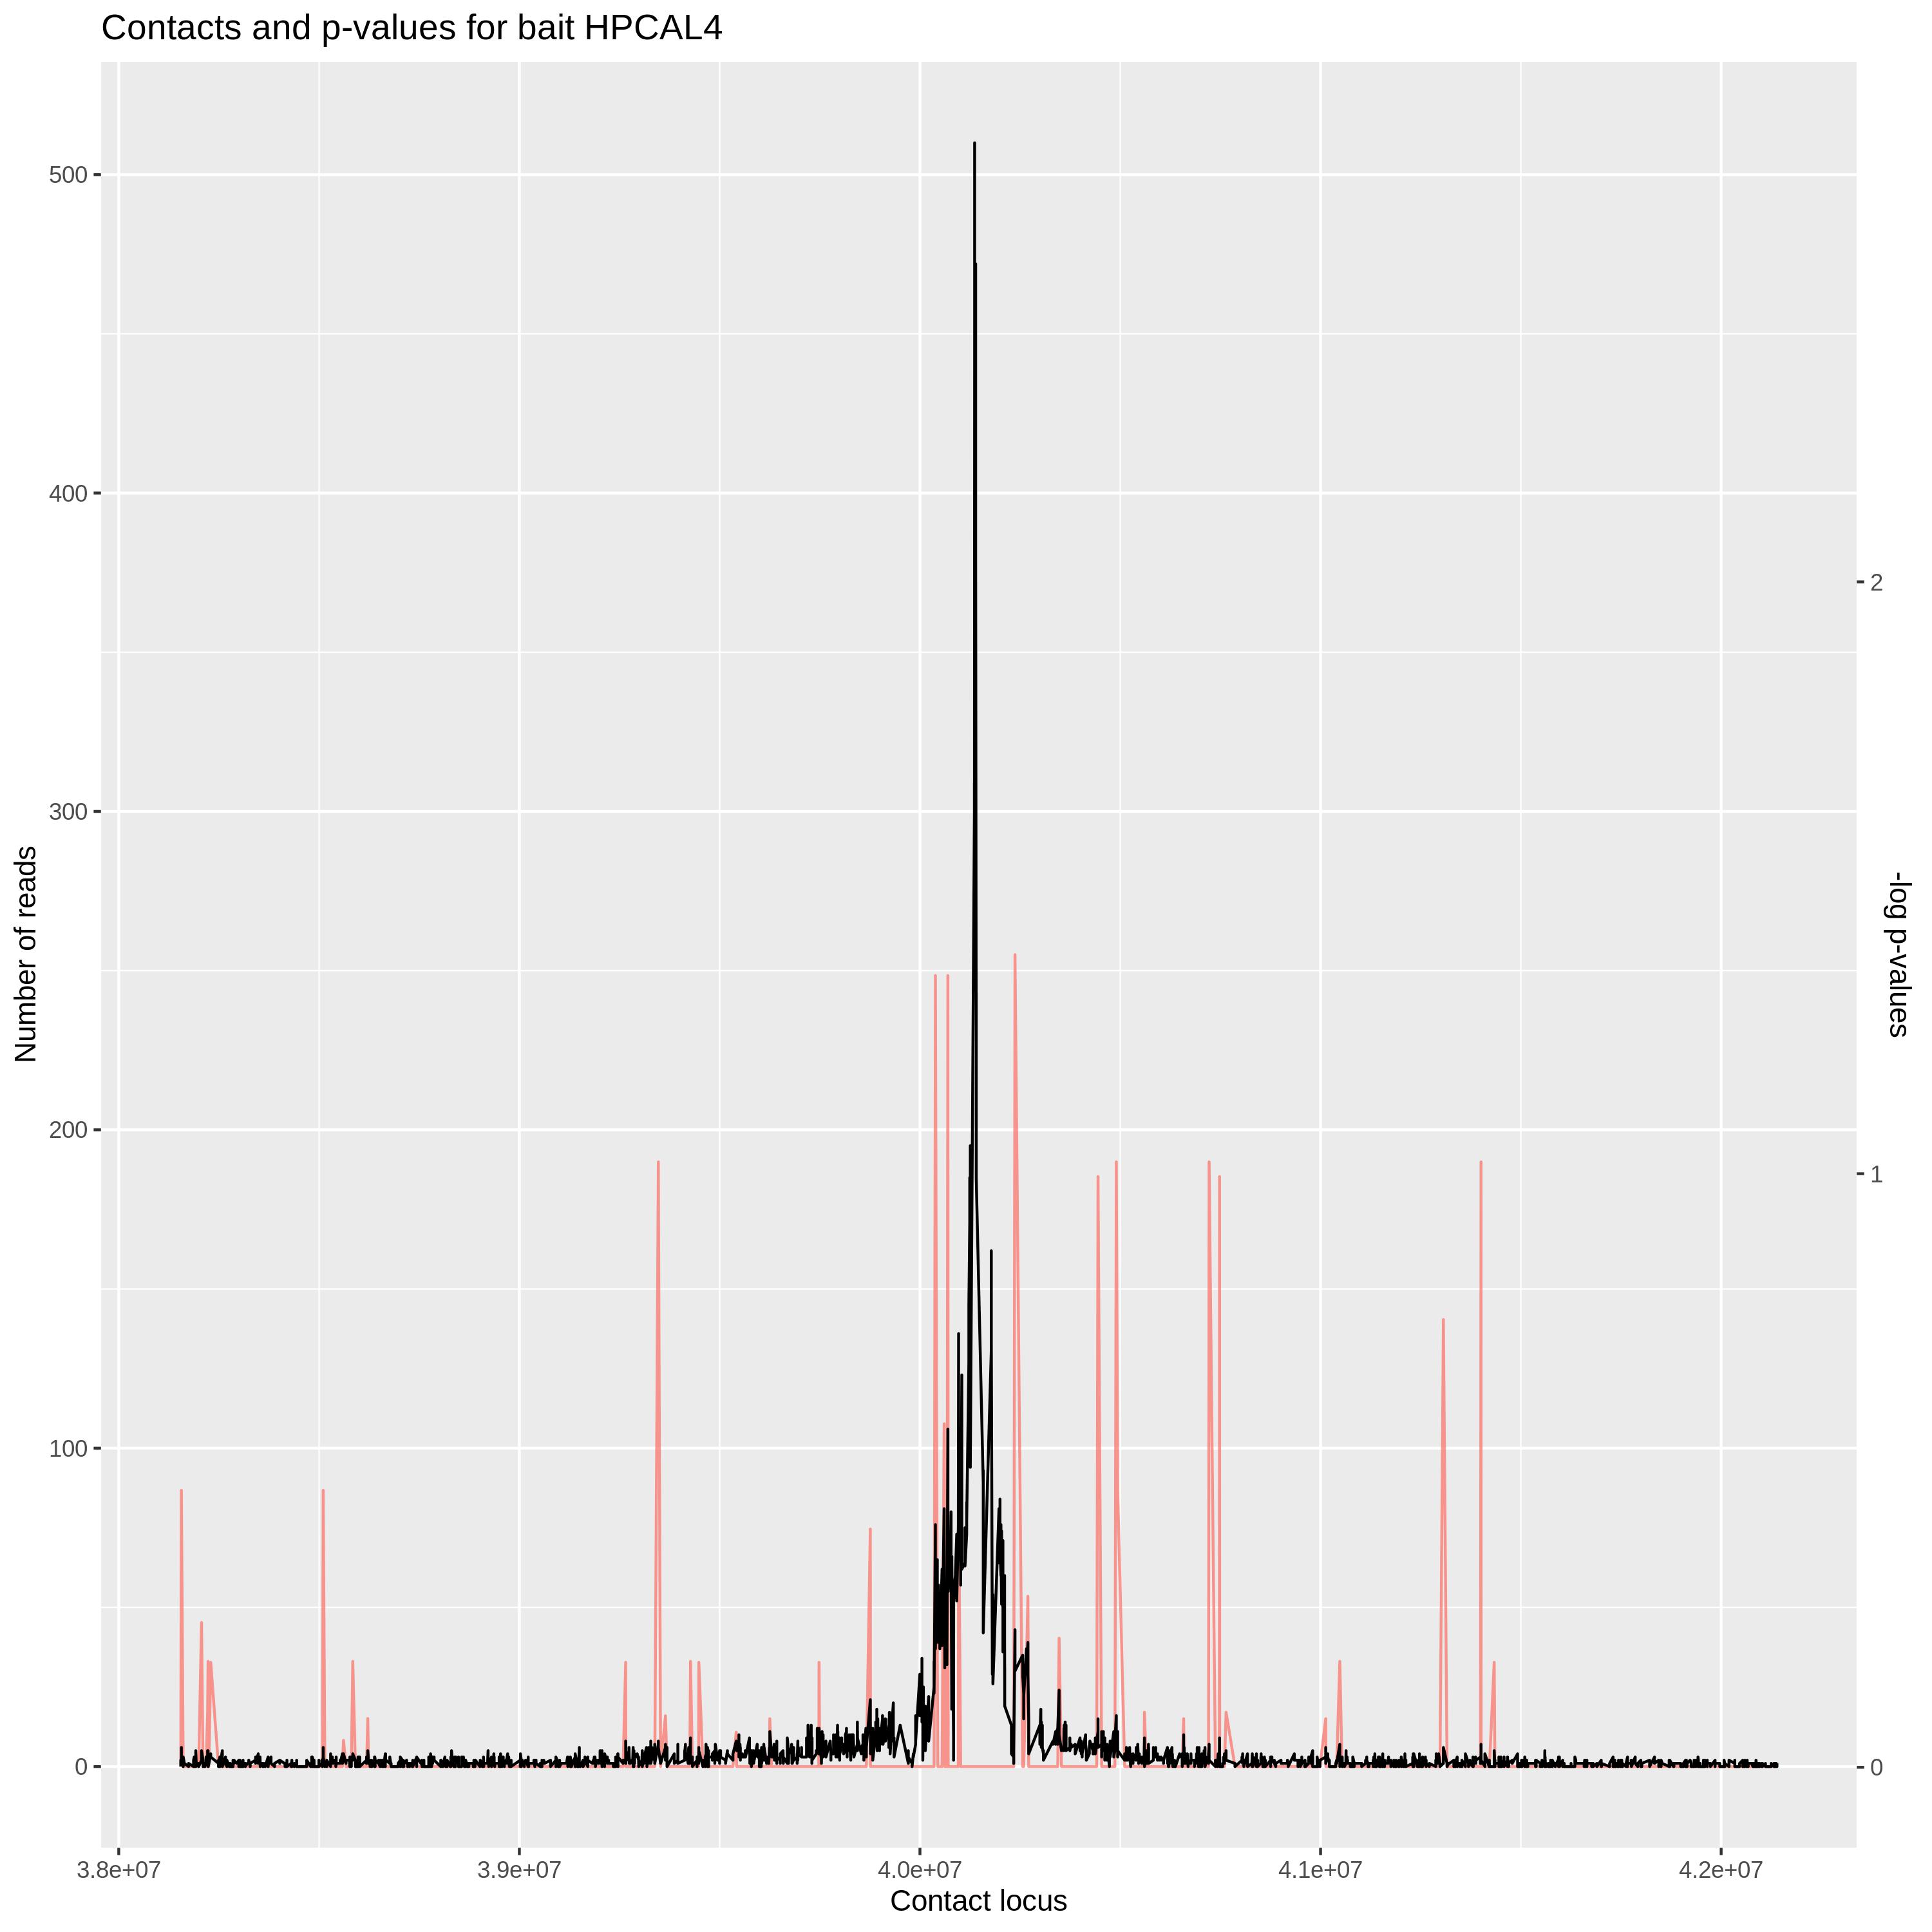 Contacts and p-values for bait HPCAL4
500
400
300
200
100
0
Number of reads
2
1
0
-log p-values
3.8e+07
3.9e+07
4.0e+07
4.1e+07
4.2e+07
Contact locus